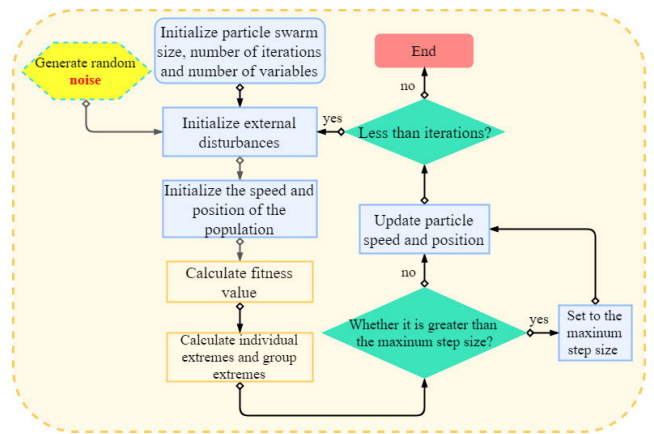 Initialize particle swarm
size, number of iterations
and number of variables
Generate random
noise
End
no
Initialize external
disturbances
yes
Less than iterations?
Initialize the speed and
position of the
population
Update particle
speed and position
Calculate fitness
value
no
Whether it is greater than
the maximum step size?
yes
Set to the
maxinum
step size
Calculate individual
extremes and group
extremes